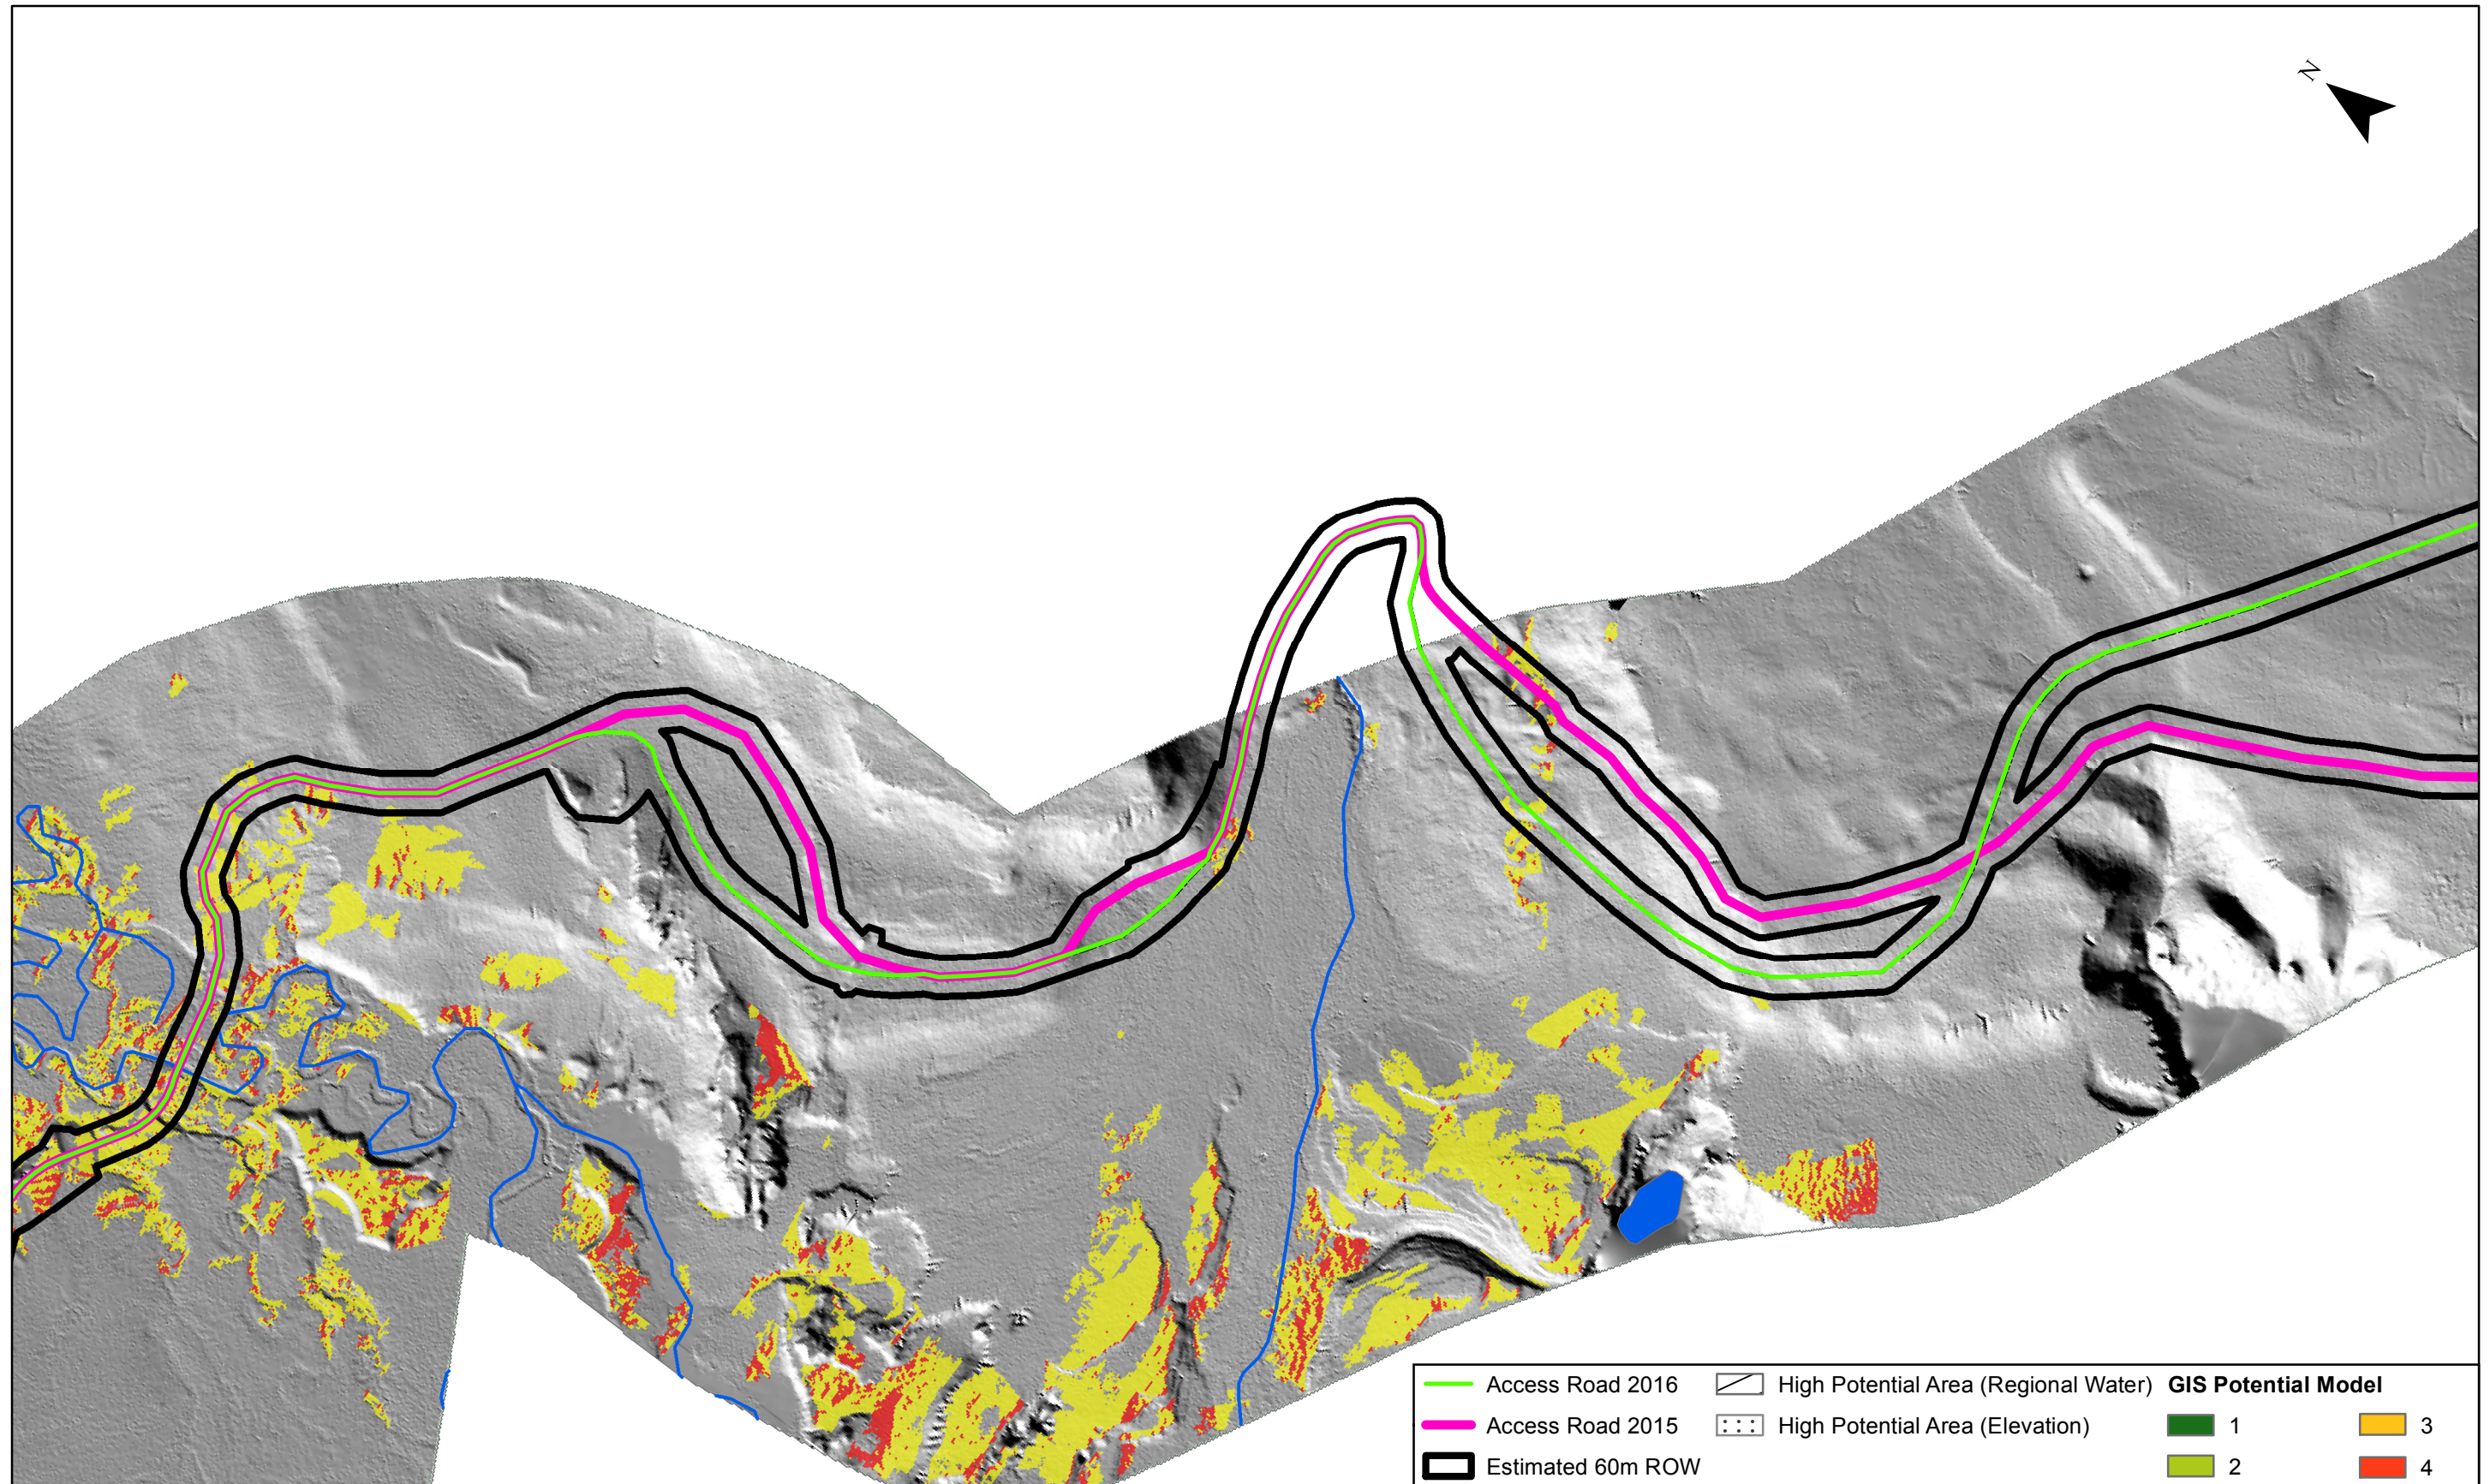 N
Access Road 2016
High Potential Area (Regional Water)
GIS Potential Model
Access Road 2015
High Potential Area (Elevation)
1
3
Estimated 60m ROW
2
4